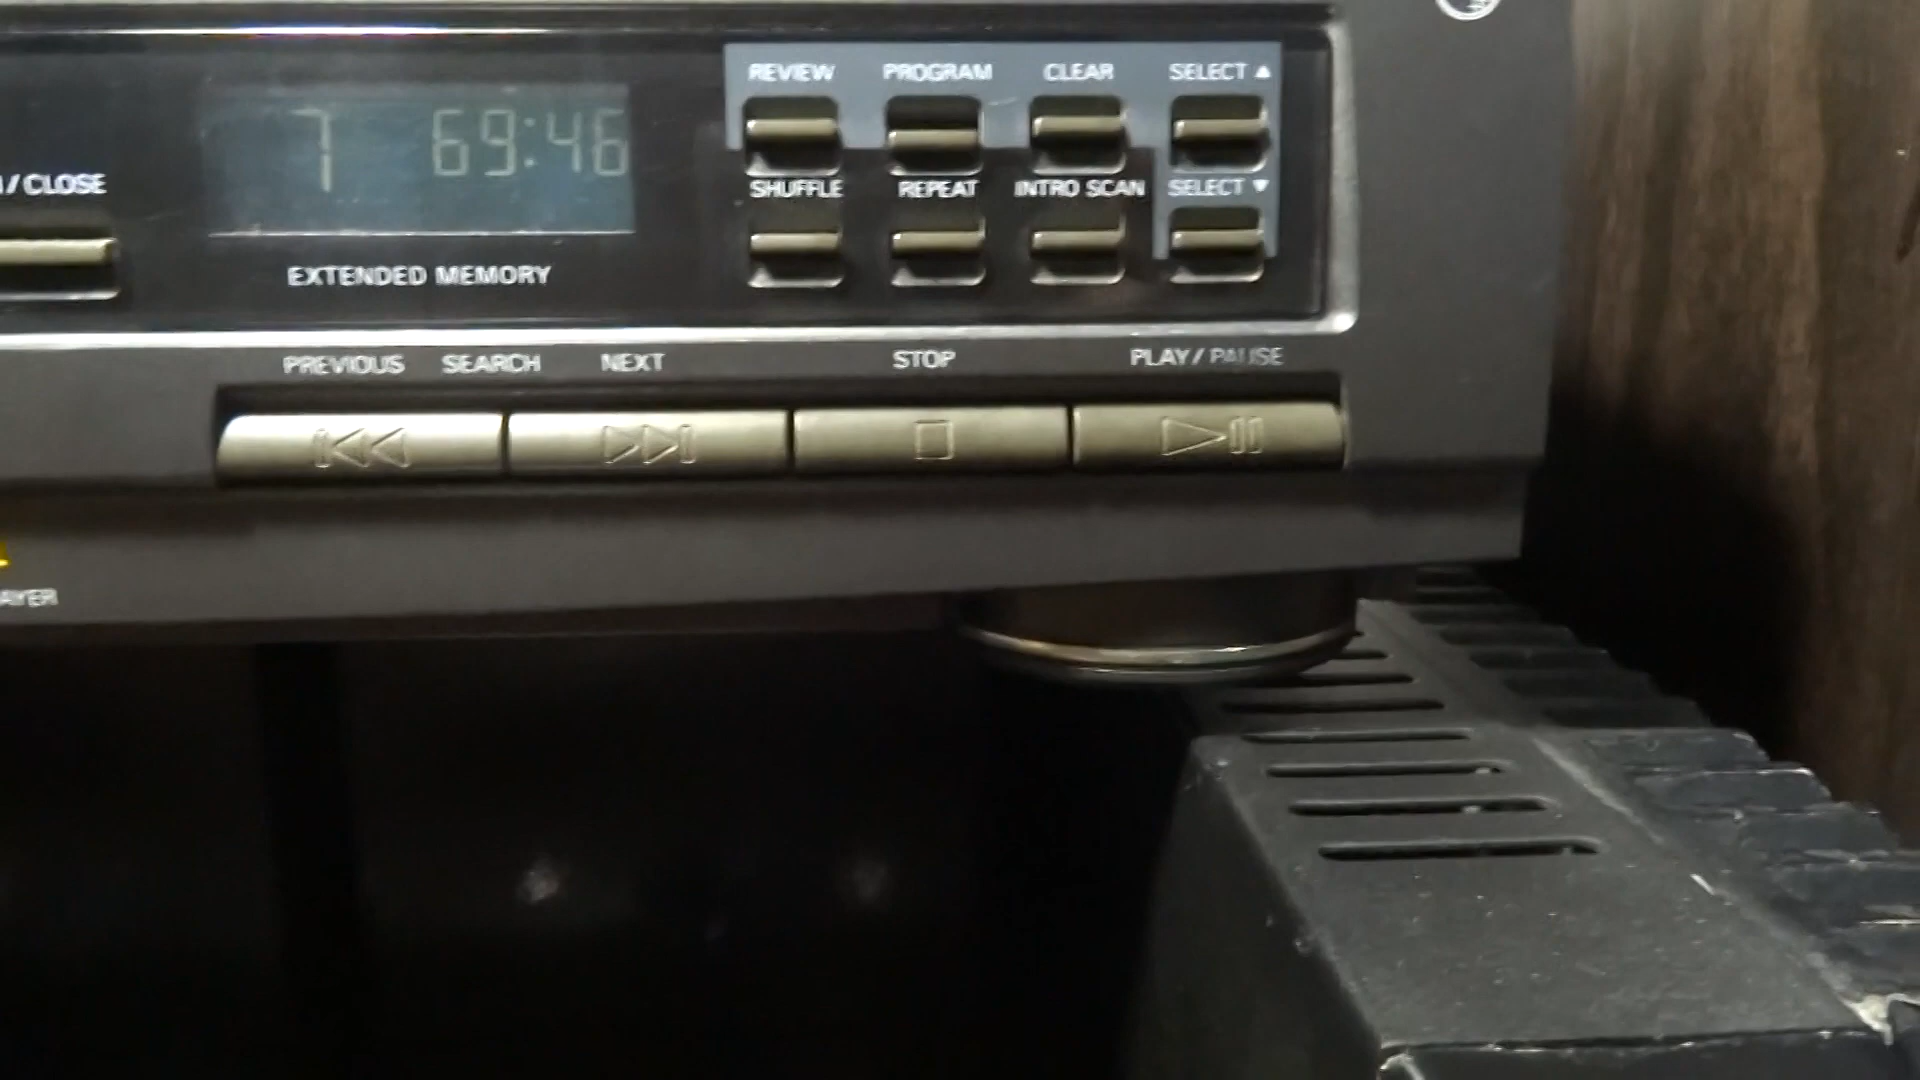 REVIEW PROGRAM CLEAR SELECT ▲
7 69:46
/ CLOSE
SHUFFLE REPEAT INTRO SCAN SELECT ▼
EXTENDED MEMORY
PREVIOUS SEARCH NEXT STOP PLAY / PAUSE
AYER